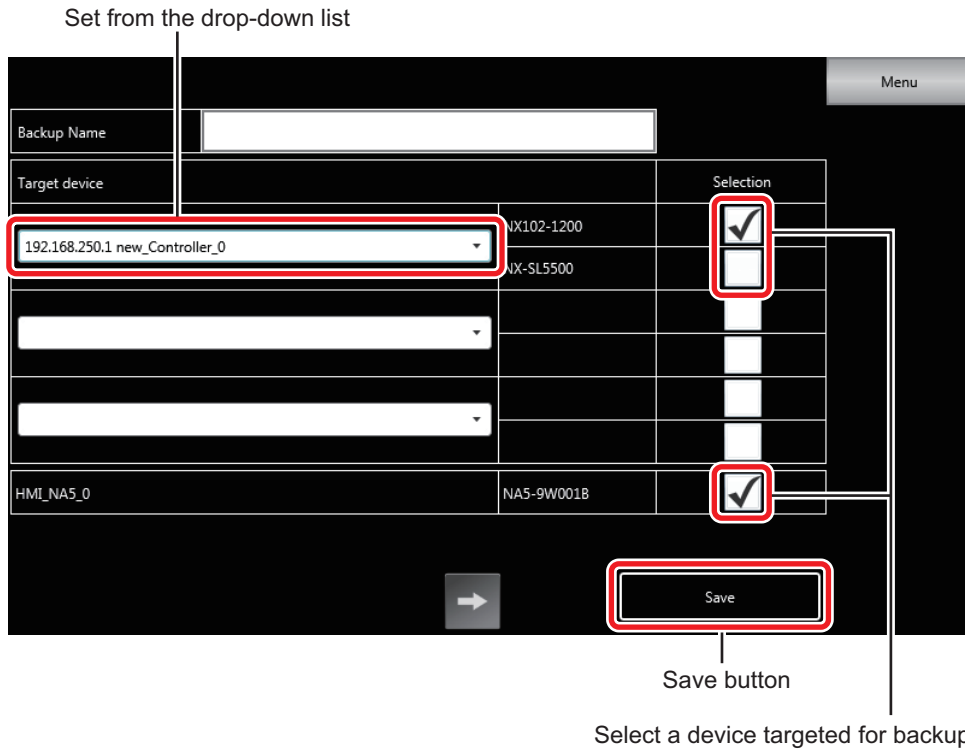 Set from the drop-down list
Menu
Backup Name
Target device
Selection
192.168.250.1 new_Controller_0
NX102-1200
NX-SL5500
HMI_NA5_0
NA5-9W001B
Save
Save button
Select a device targeted for backup